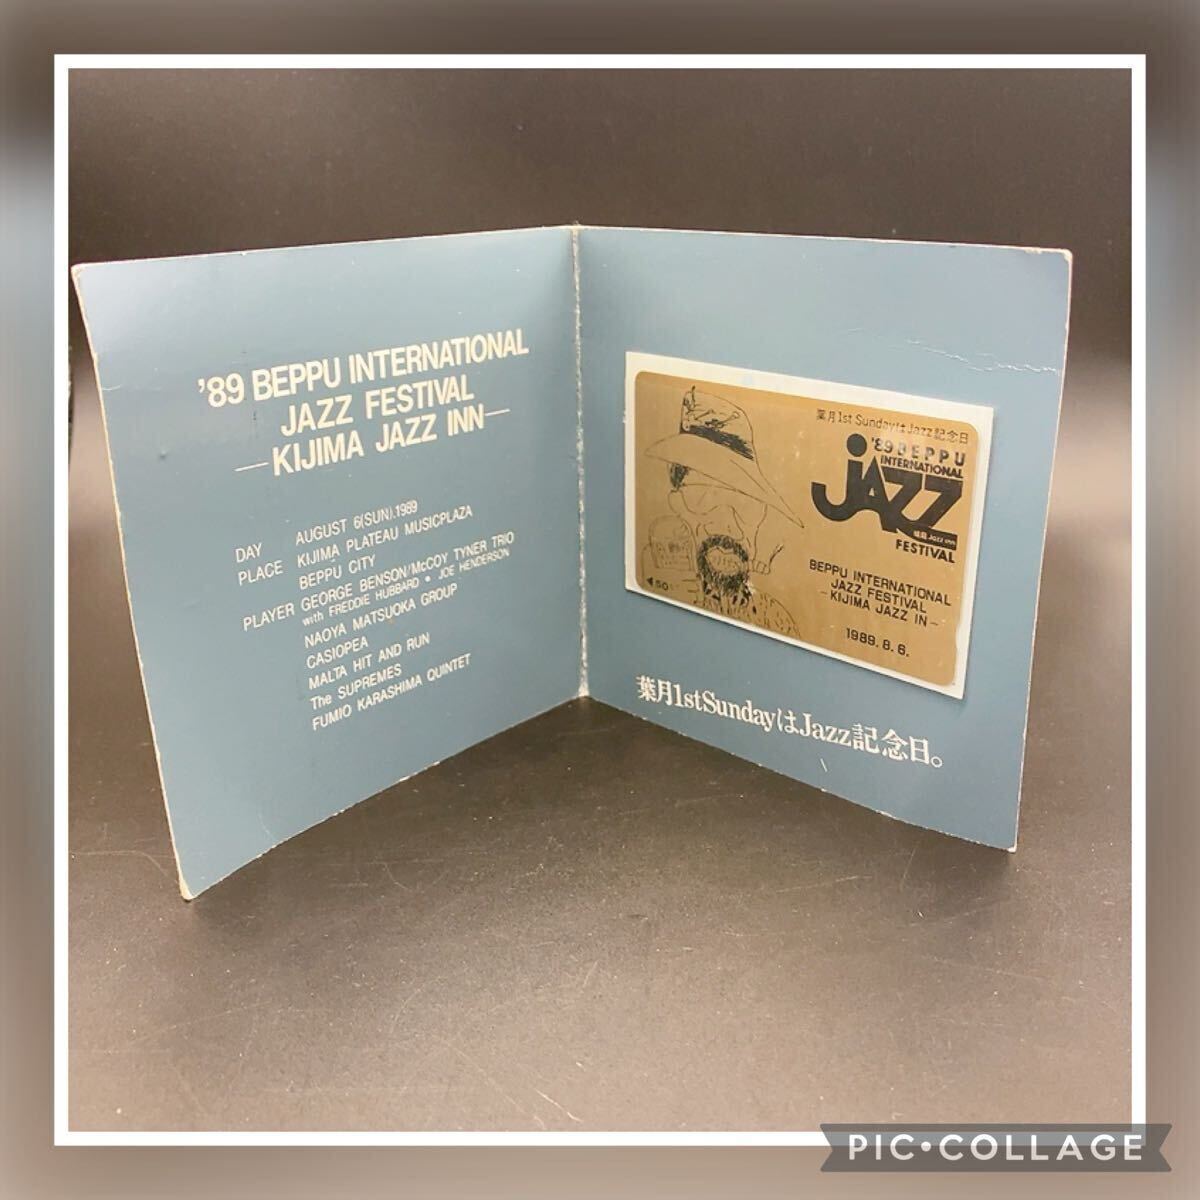 '89 BEPPU INTERNATIONAL
JAZZ FESTIVAL
—KIJIMA JAZZ INN—
DAY AUGUST 6(SUN).1989
PLACE KIJIMA PLATEAU MUSICPLAZA
BEPPU CITY
PLAYER GEORGE BENSON/McCOY TYNER TRIO
with FREDDIE HUBBARD • JOE HENDERSON
NAOYA MATSUOKA GROUP
CASIOPEA
MALTA HIT AND RUN
The SUPREMES
FUMIO KARASHIMA QUINTET
葉月1st SundayはJazz記念日
'89 BEPPU
INTERNATIONAL
JAZZ
城島 Jazz inn
FESTIVAL
BEPPU INTERNATIONAL
JAZZ FESTIVAL
—KIJIMA JAZZ IN—
1989. 8. 6.
50
葉月1stSundayはJazz記念日。
PIC•COLLAGE